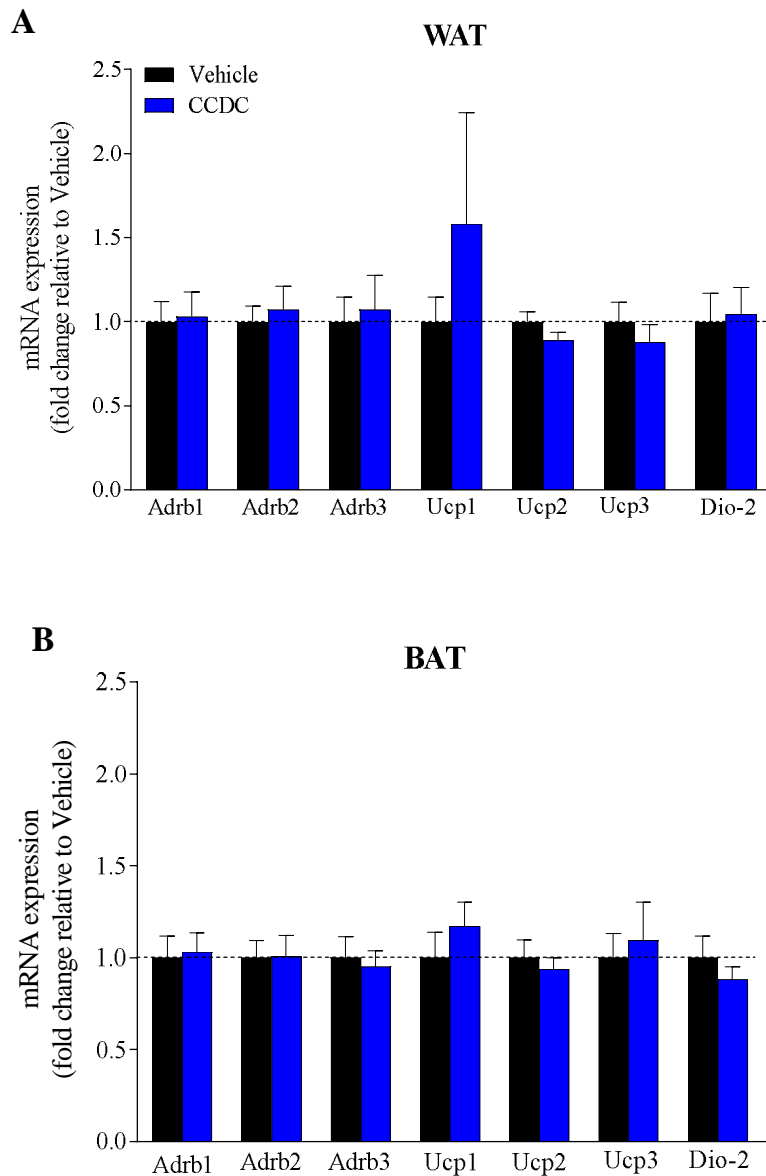 A
WAT
mRNA expression
(fold change relative to Vehicle)
2.5
2.0
1.5
1.0
0.5
0.0
Vehicle
CCDC
Adrb1 Adrb2 Adrb3 Ucp1 Ucp2 Ucp3 Dio-2
B
BAT
mRNA expression
(fold change relative to Vehicle)
2.5
2.0
1.5
1.0
0.5
0.0
Adrb1 Adrb2 Adrb3 Ucp1 Ucp2 Ucp3 Dio-2